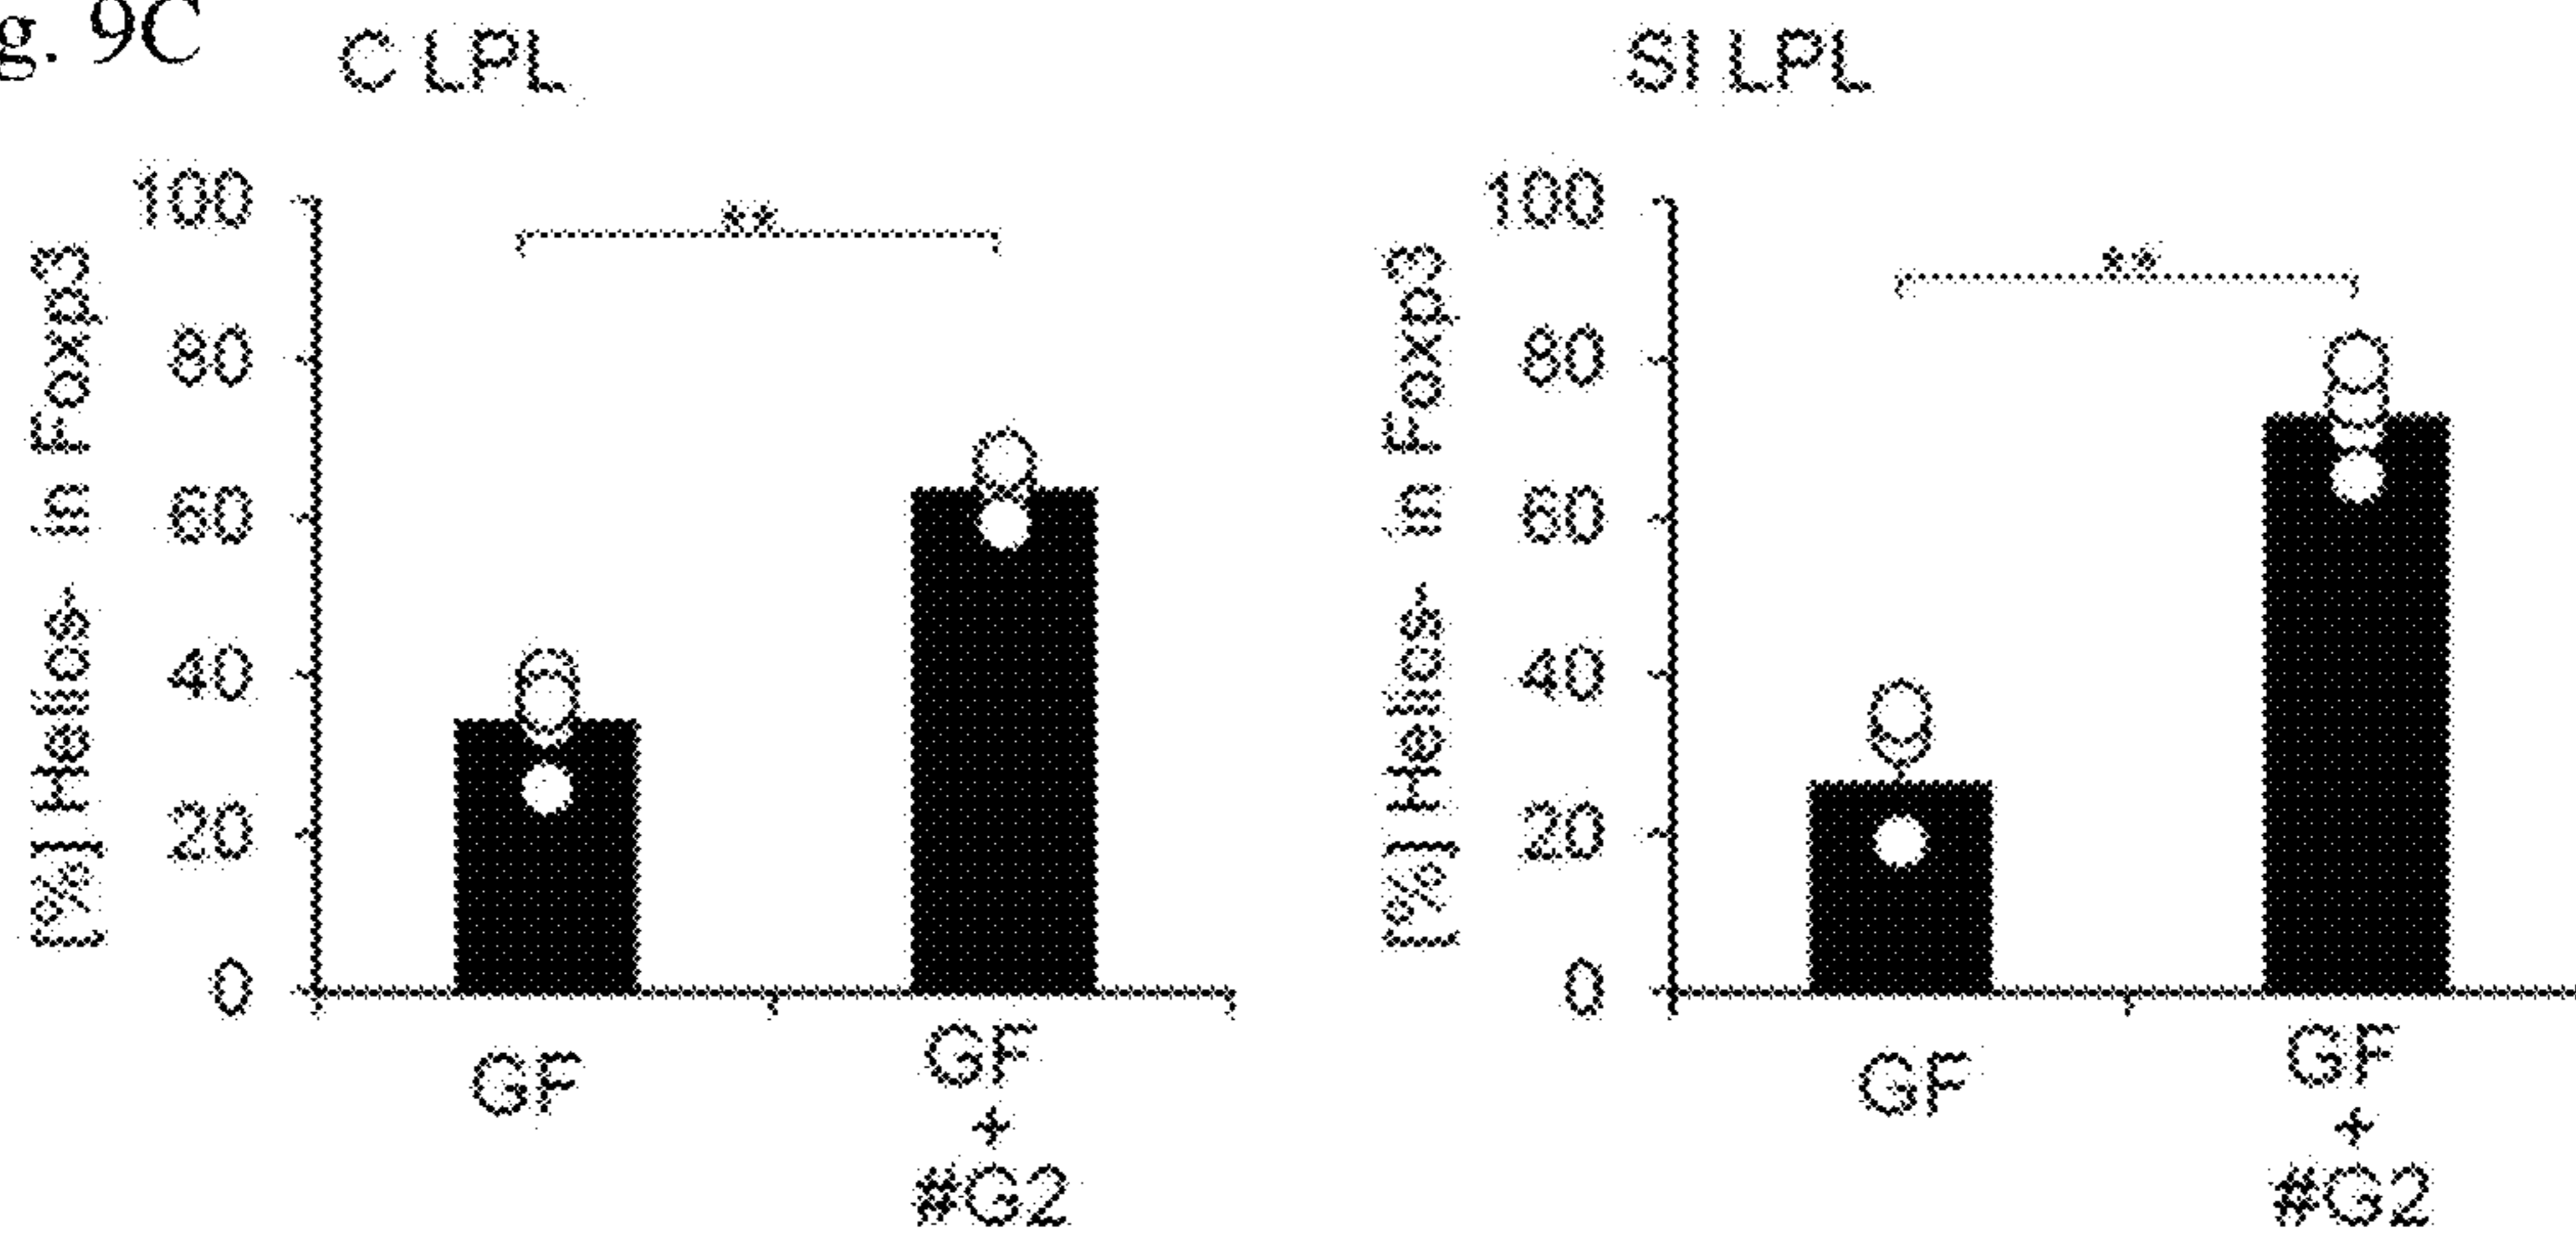 g. 9C
C LPL
[%] Helios- in Foxp3
100
80
60
40
20
0
**
GF
GF
+
#G2
SI LPL
[%] Helios- in Foxp3
100
80
60
40
20
0
**
GF
GF
+
#G2